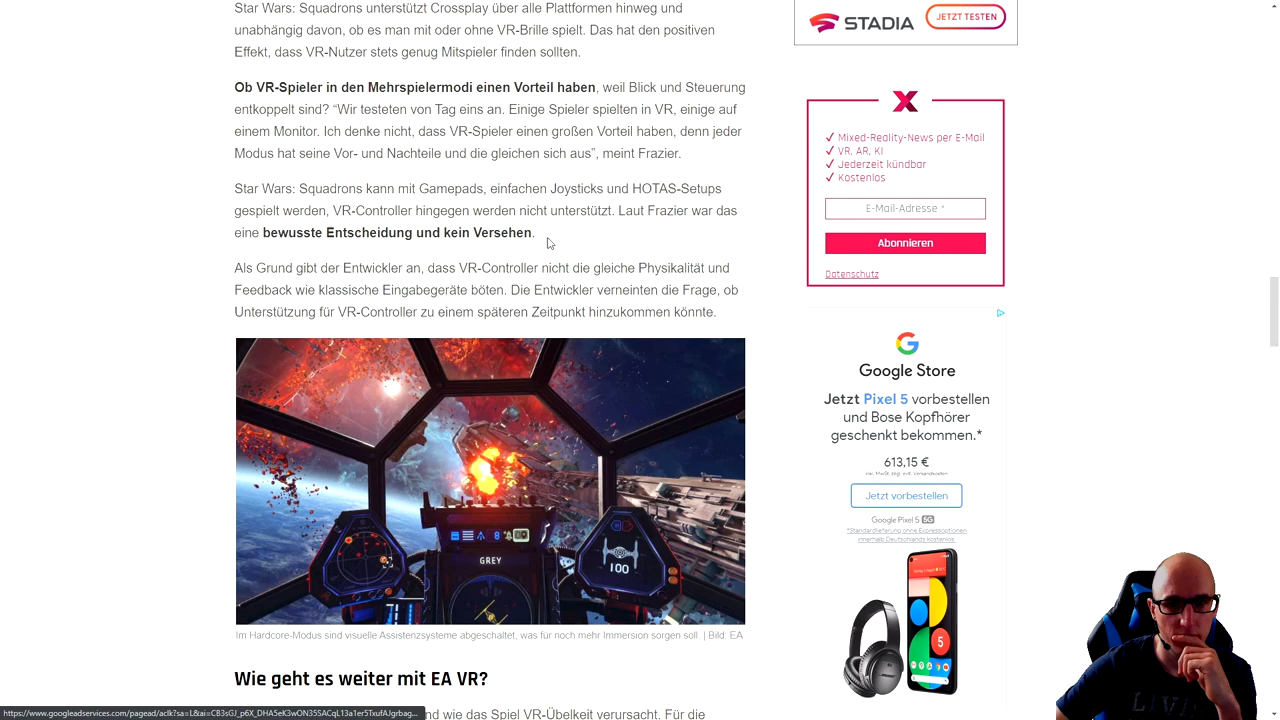 Star Wars: Squadrons unterstützt Crossplay über alle Plattformen hinweg und
unabhängig davon, ob es man mit oder ohne VR-Brille spielt. Das hat den positiven
Effekt, dass VR-Nutzer stets genug Mitspieler finden sollten.
Ob VR-Spieler in den Mehrspielermodi einen Vorteil haben, weil Blick und Steuerung
entkoppelt sind? “Wir testeten von Tag eins an. Einige Spieler spielten in VR, einige auf
einem Monitor. Ich denke nicht, dass VR-Spieler einen großen Vorteil haben, denn jeder
Modus hat seine Vor- und Nachteile und die gleichen sich aus”, meint Frazier.
Star Wars: Squadrons kann mit Gamepads, einfachen Joysticks und HOTAS-Setups
gespielt werden, VR-Controller hingegen werden nicht unterstützt. Laut Frazier war das
eine bewusste Entscheidung und kein Versehen.
Als Grund gibt der Entwickler an, dass VR-Controller nicht die gleiche Physikalität und
Feedback wie klassische Eingabegeräte böten. Die Entwickler verneinten die Frage, ob
Unterstützung für VR-Controller zu einem späteren Zeitpunkt hinzukommen könnte.
GREY
100
Im Hardcore-Modus sind visuelle Assistenzsysteme abgeschaltet, was für noch mehr Immersion sorgen soll. | Bild: EA
Wie geht es weiter mit EA VR?
nd wie das Spiel VR-Übelkeit verursacht. Für die
STADIA
JETZT TESTEN
X
✓ Mixed-Reality-News per E-Mail
✓ VR, AR, KI
✓ Jederzeit kündbar
✓ Kostenlos
E-Mail-Adresse *
Abonnieren
Datenschutz
Google Store
Jetzt Pixel 5 vorbestellen
und Bose Kopfhörer
geschenkt bekommen.*
613,15 €
Jetzt vorbestellen
Google Pixel 5 5G
*Standardlieferung ohne Expressoptionen
innerhalb Deutschlands kostenlos.
5